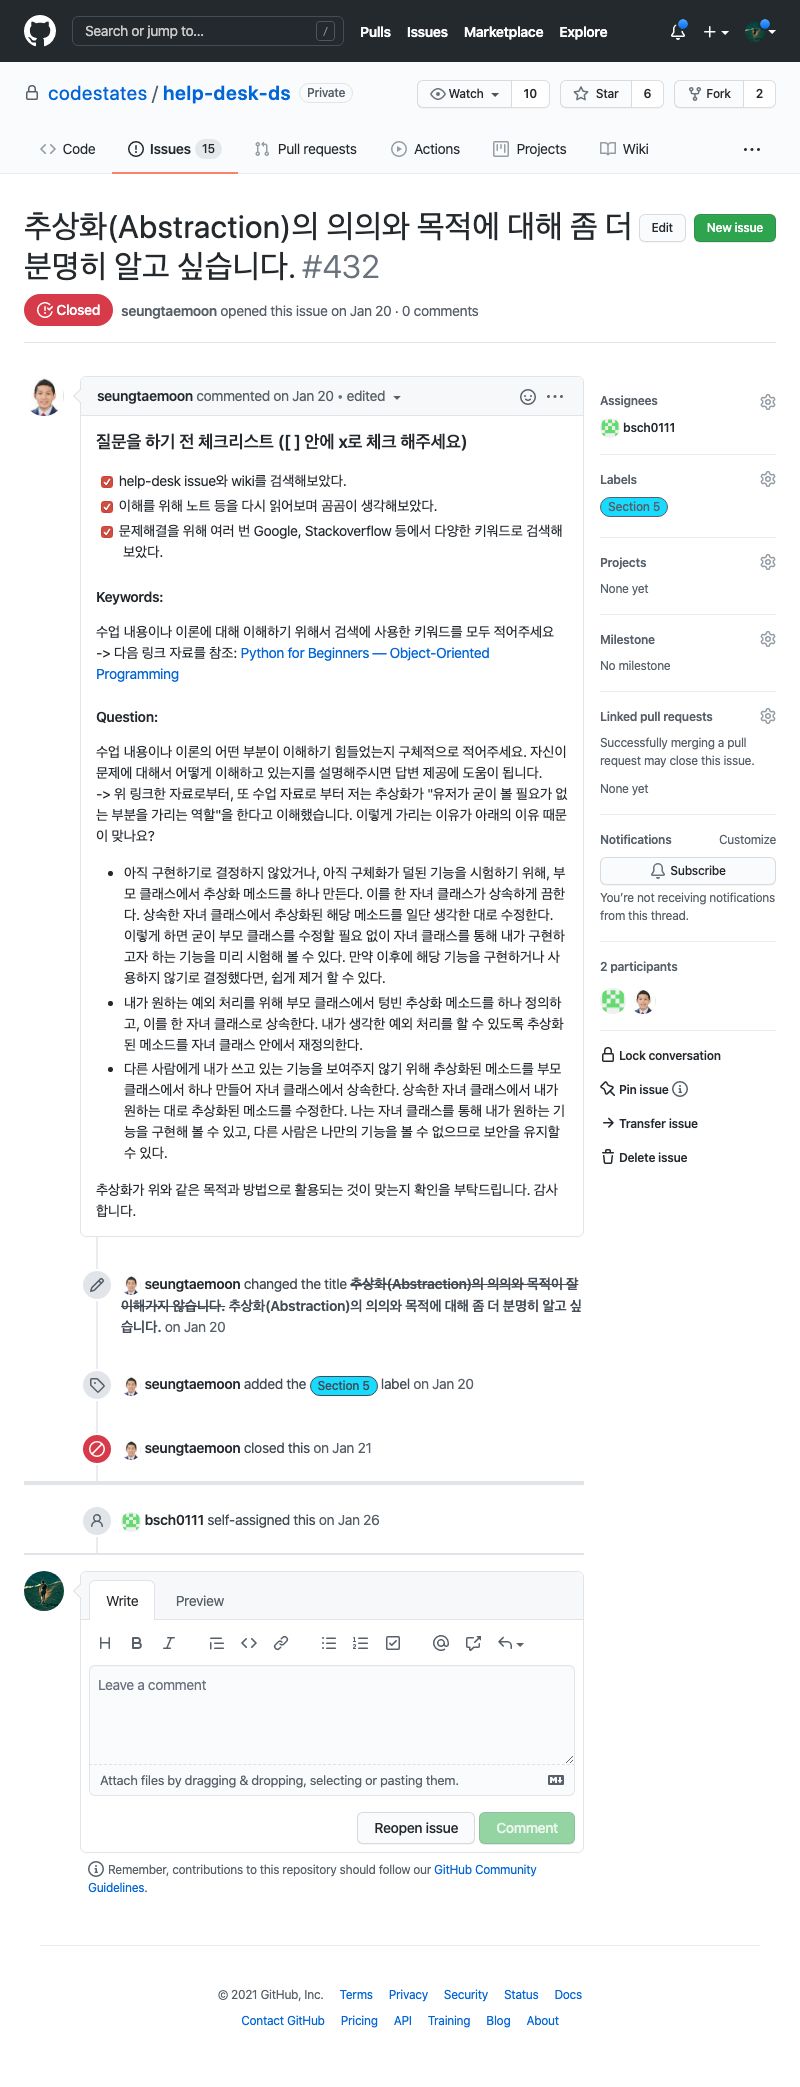 Search or jump to... /
Pulls Issues Marketplace Explore
codestates / help-desk-ds Private
Watch 10 Star 6 Fork 2
Code Issues 15 Pull requests Actions Projects Wiki
추상화(Abstraction)의 의의와 목적에 대해 좀 더
분명히 알고 싶습니다. #432
Edit New issue
Closed seungtaemoon opened this issue on Jan 20 · 0 comments
seungtaemoon commented on Jan 20 • edited
질문을 하기 전 체크리스트 ([ ] 안에 x로 체크 해주세요)
help-desk issue와 wiki를 검색해보았다.
이해를 위해 노트 등을 다시 읽어보며 곰곰이 생각해보았다.
문제해결을 위해 여러 번 Google, Stackoverflow 등에서 다양한 키워드로 검색해
보았다.
Keywords:
수업 내용이나 이론에 대해 이해하기 위해서 검색에 사용한 키워드를 모두 적어주세요
-> 다음 링크 자료를 참조: Python for Beginners — Object-Oriented
Programming
Question:
수업 내용이나 이론의 어떤 부분이 이해하기 힘들었는지 구체적으로 적어주세요. 자신이
문제에 대해서 어떻게 이해하고 있는지를 설명해주시면 답변 제공에 도움이 됩니다.
-> 위 링크한 자료로부터, 또 수업 자료로 부터 저는 추상화가 "유저가 굳이 볼 필요가 없
는 부분을 가리는 역할"을 한다고 이해했습니다. 이렇게 가리는 이유가 아래의 이유 때문
이 맞나요?
• 아직 구현하기로 결정하지 않았거나, 아직 구체화가 덜된 기능을 시험하기 위해, 부
모 클래스에서 추상화 메소드를 하나 만든다. 이를 한 자녀 클래스가 상속하게끔 한
다. 상속한 자녀 클래스에서 추상화된 해당 메소드를 일단 생각한 대로 수정한다.
이렇게 하면 굳이 부모 클래스를 수정할 필요 없이 자녀 클래스를 통해 내가 구현하
고자 하는 기능을 미리 시험해 볼 수 있다. 만약 이후에 해당 기능을 구현하거나 사
용하지 않기로 결정했다면, 쉽게 제거 할 수 있다.
• 내가 원하는 예외 처리를 위해 부모 클래스에서 텅빈 추상화 메소드를 하나 정의하
고, 이를 한 자녀 클래스로 상속한다. 내가 생각한 예외 처리를 할 수 있도록 추상화
된 메소드를 자녀 클래스 안에서 재정의한다.
• 다른 사람에게 내가 쓰고 있는 기능을 보여주지 않기 위해 추상화된 메소드를 부모
클래스에서 하나 만들어 자녀 클래스에서 상속한다. 상속한 자녀 클래스에서 내가
원하는 대로 추상화된 메소드를 수정한다. 나는 자녀 클래스를 통해 내가 원하는 기
능을 구현해 볼 수 있고, 다른 사람은 나만의 기능을 볼 수 없으므로 보안을 유지할
수 있다.
추상화가 위와 같은 목적과 방법으로 활용되는 것이 맞는지 확인을 부탁드립니다. 감사
합니다.
seungtaemoon changed the title 추상화(Abstraction)의 의의와 목적이 잘
이해가지 않습니다. 추상화(Abstraction)의 의의와 목적에 대해 좀 더 분명히 알고 싶
습니다. on Jan 20
seungtaemoon added the Section 5 label on Jan 20
seungtaemoon closed this on Jan 21
bsch0111 self-assigned this on Jan 26
Write Preview
Leave a comment
Attach files by dragging & dropping, selecting or pasting them.
Reopen issue Comment
Remember, contributions to this repository should follow our GitHub Community
Guidelines.
Assignees
bsch0111
Labels
Section 5
Projects
None yet
Milestone
No milestone
Linked pull requests
Successfully merging a pull
request may close this issue.
None yet
Notifications Customize
Subscribe
You're not receiving notifications
from this thread.
2 participants
Lock conversation
Pin issue
Transfer issue
Delete issue
© 2021 GitHub, Inc. Terms Privacy Security Status Docs
Contact GitHub Pricing API Training Blog About